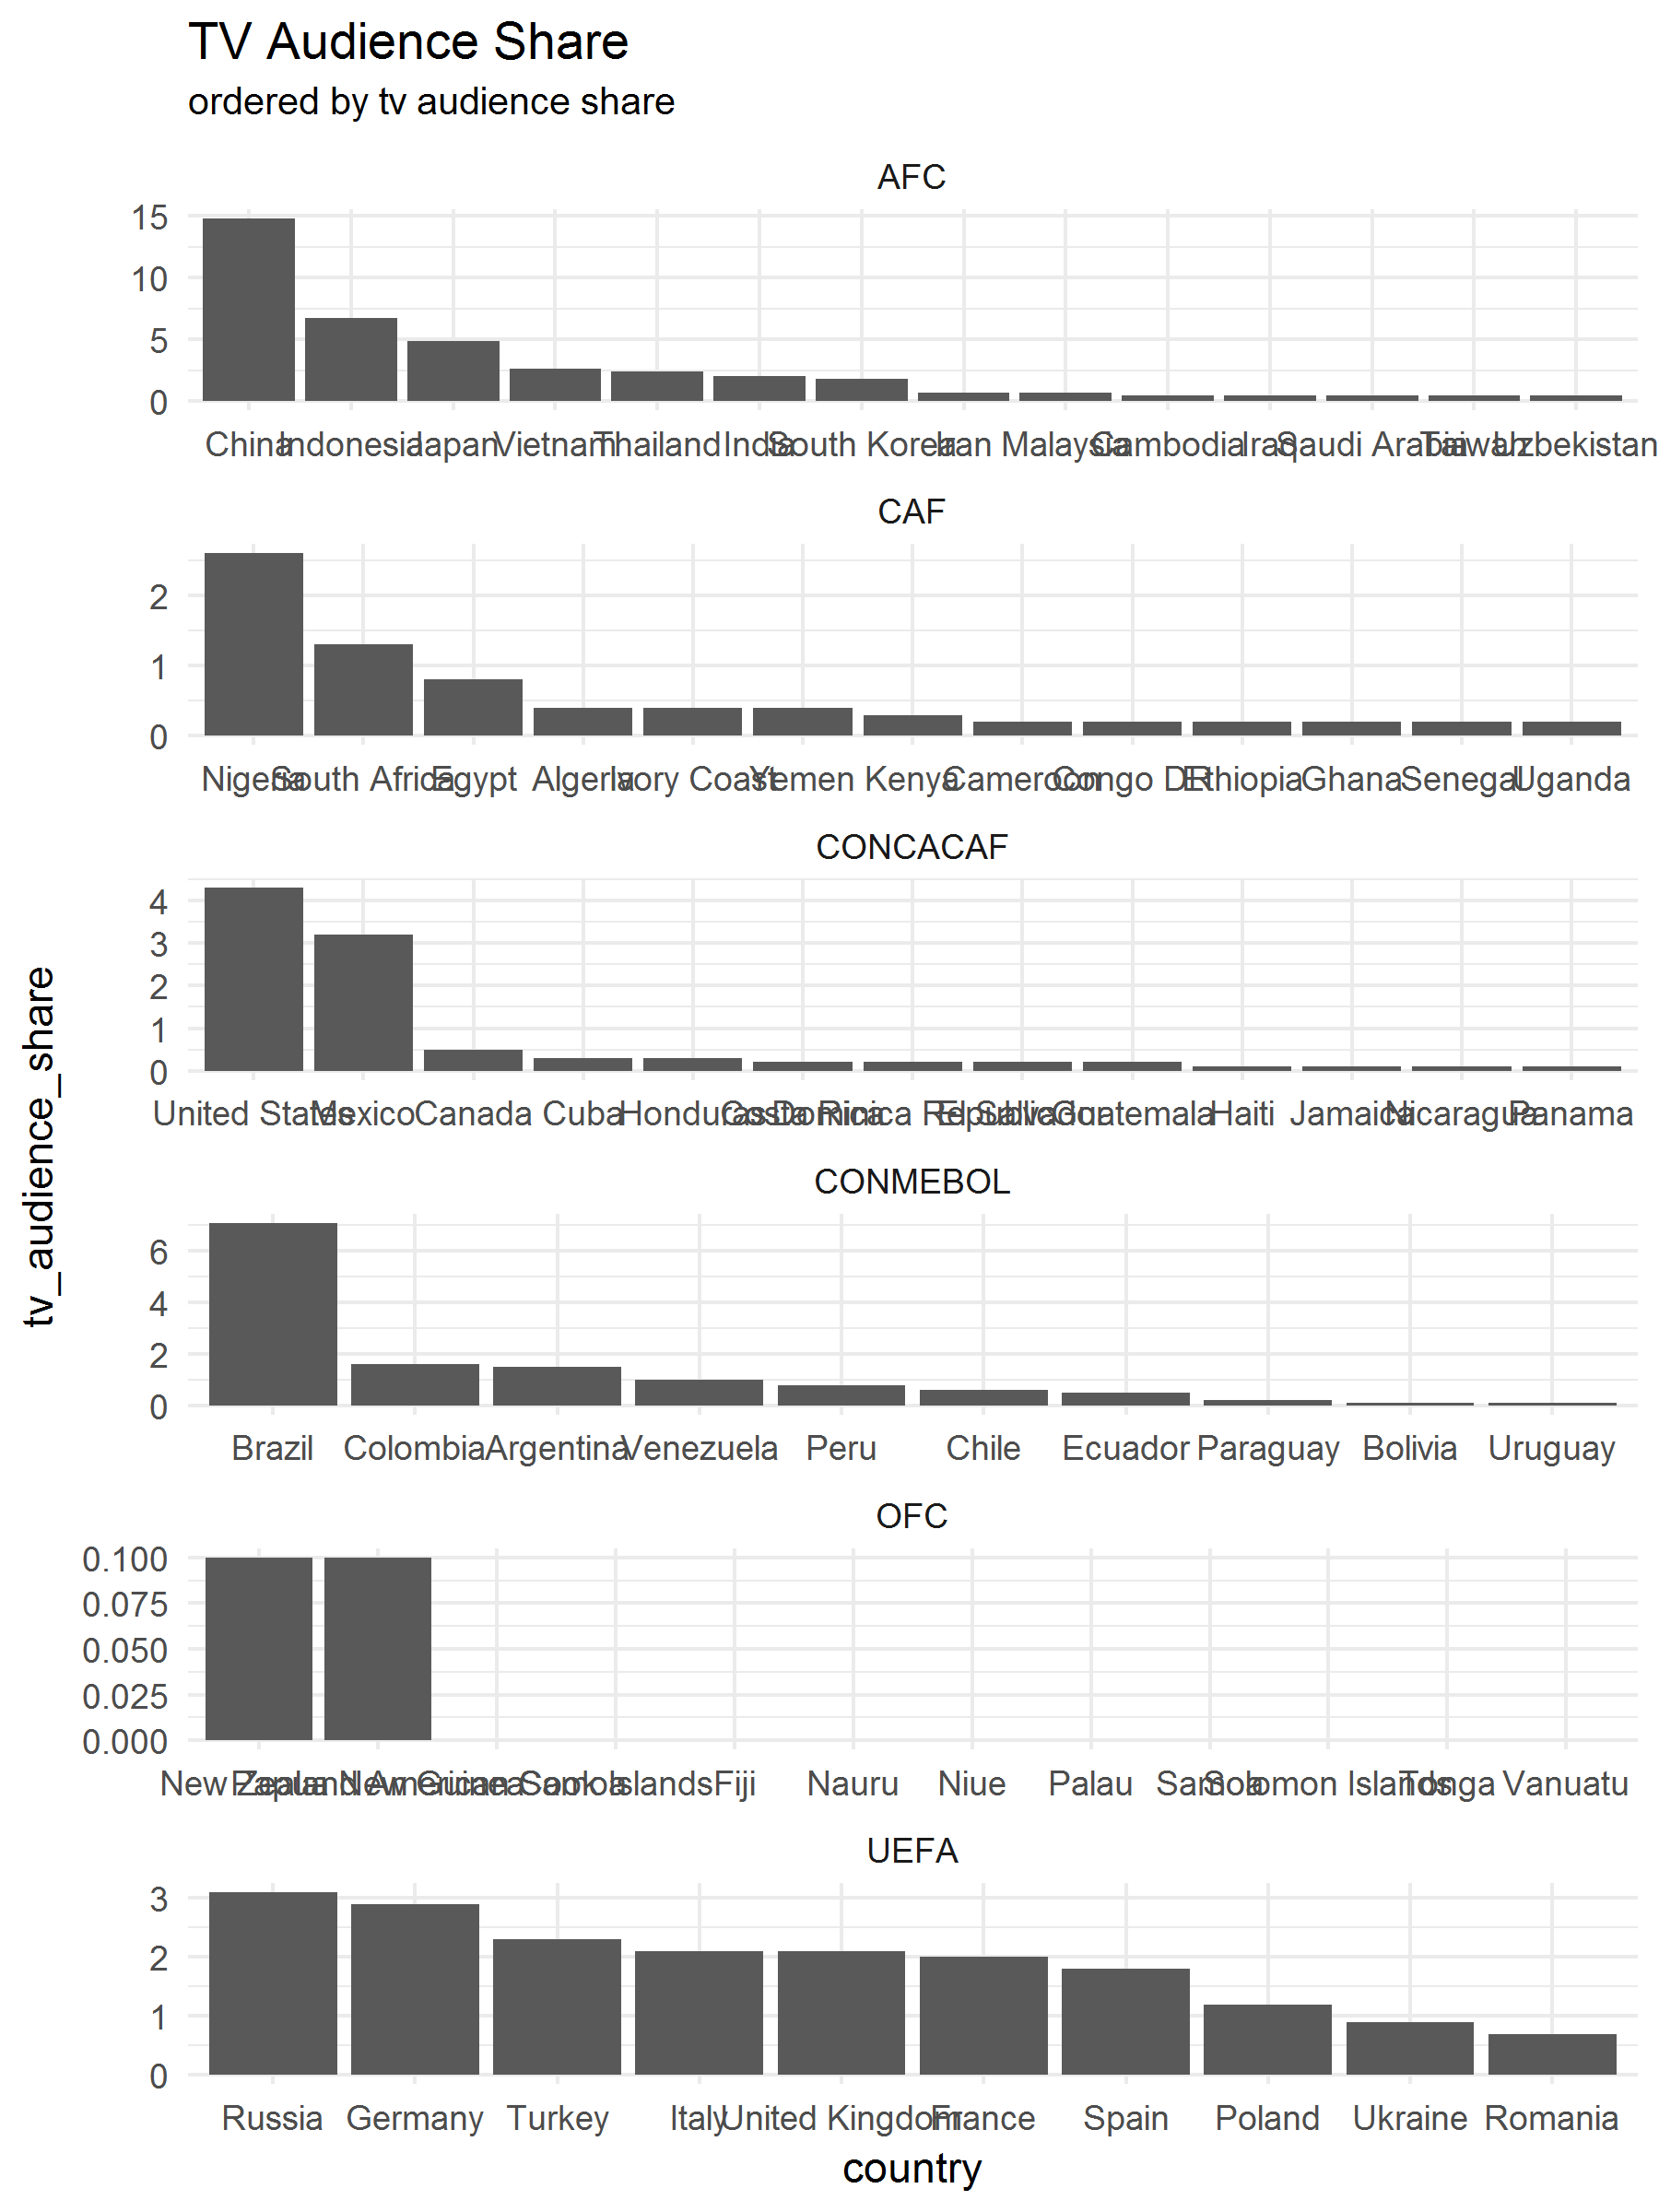 TV Audience Share
ordered by tv audience share
AFC
15
10
5
0
China Indonesia Japan Vietnam Thailand India South Korea Iran Malaysia Cambodia Iraq Saudi Arabia Taiwan Uzbekistan
CAF
2
1
0
Nigeria South Africa Egypt Algeria Ivory Coast Yemen Kenya Cameroon Congo DR Ethiopia Ghana Senegal Uganda
CONCACAF
4
3
2
1
0
United States Mexico Canada Cuba Honduras Costa Rica Dominica Republic El Salvador Guatemala Haiti Jamaica Nicaragua Panama
CONMEBOL
6
4
2
0
Brazil Colombia Argentina Venezuela Peru Chile Ecuador Paraguay Bolivia Uruguay
OFC
0.100
0.075
0.050
0.025
0.000
New Zealand Papua New Guinea American Samoa Cook Islands Fiji Nauru Niue Palau Samoa Solomon Islands Tonga Vanuatu
UEFA
3
2
1
0
Russia Germany Turkey Italy United Kingdom France Spain Poland Ukraine Romania
country
tv_audience_share